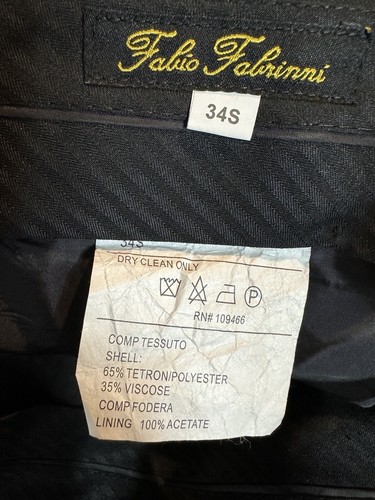 Fabio Fabrinni
34S
34S
DRY CLEAN ONLY
P
RN# 109466
COMP TESSUTO
SHELL:
65% TETRON/POLYESTER
35% VISCOSE
COMP FODERA
LINING 100% ACETATE